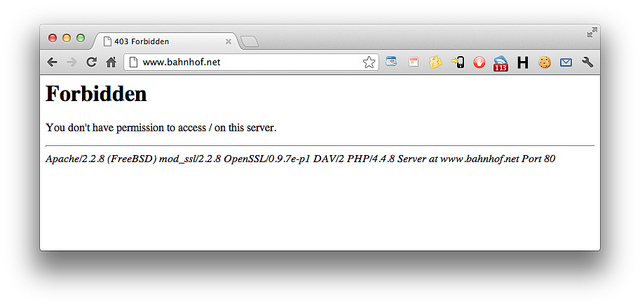 403 Forbidden
www.bahnhof.net
113
H
Forbidden
You don't have permission to access / on this server.
Apache/2.2.8 (FreeBSD) mod_ssl/2.2.8 OpenSSL/0.9.7e-p1 DAV/2 PHP/4.4.8 Server at www.bahnhof.net Port 80